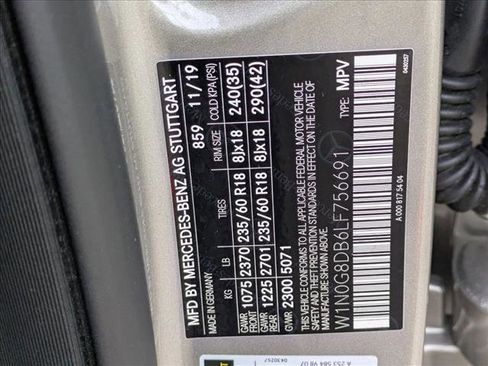 MFD BY MERCEDES-BENZ AG STUTTGART
MADE IN GERMANY 859 11/19
KG LB TIRES RIM SIZE COLD KPA (PSI)
GAWR FRONT 1075 2370 235/60 R18 8Jx18 240(35)
GAWR REAR 1225 2701 235/60 R18 8Jx18 290(42)
GVWR 2300 5071
THIS VEHICLE CONFORMS TO ALL APPLICABLE FEDERAL MOTOR VEHICLE
SAFETY, BUMPER, AND THEFT PREVENTION STANDARDS IN EFFECT ON THE DATE OF
MANUFACTURE SHOWN ABOVE.
W1N0G8DB6LF756691 TYPE: MPV
A 000 817 54 04
0430257
A 253 584 98 07
0430257